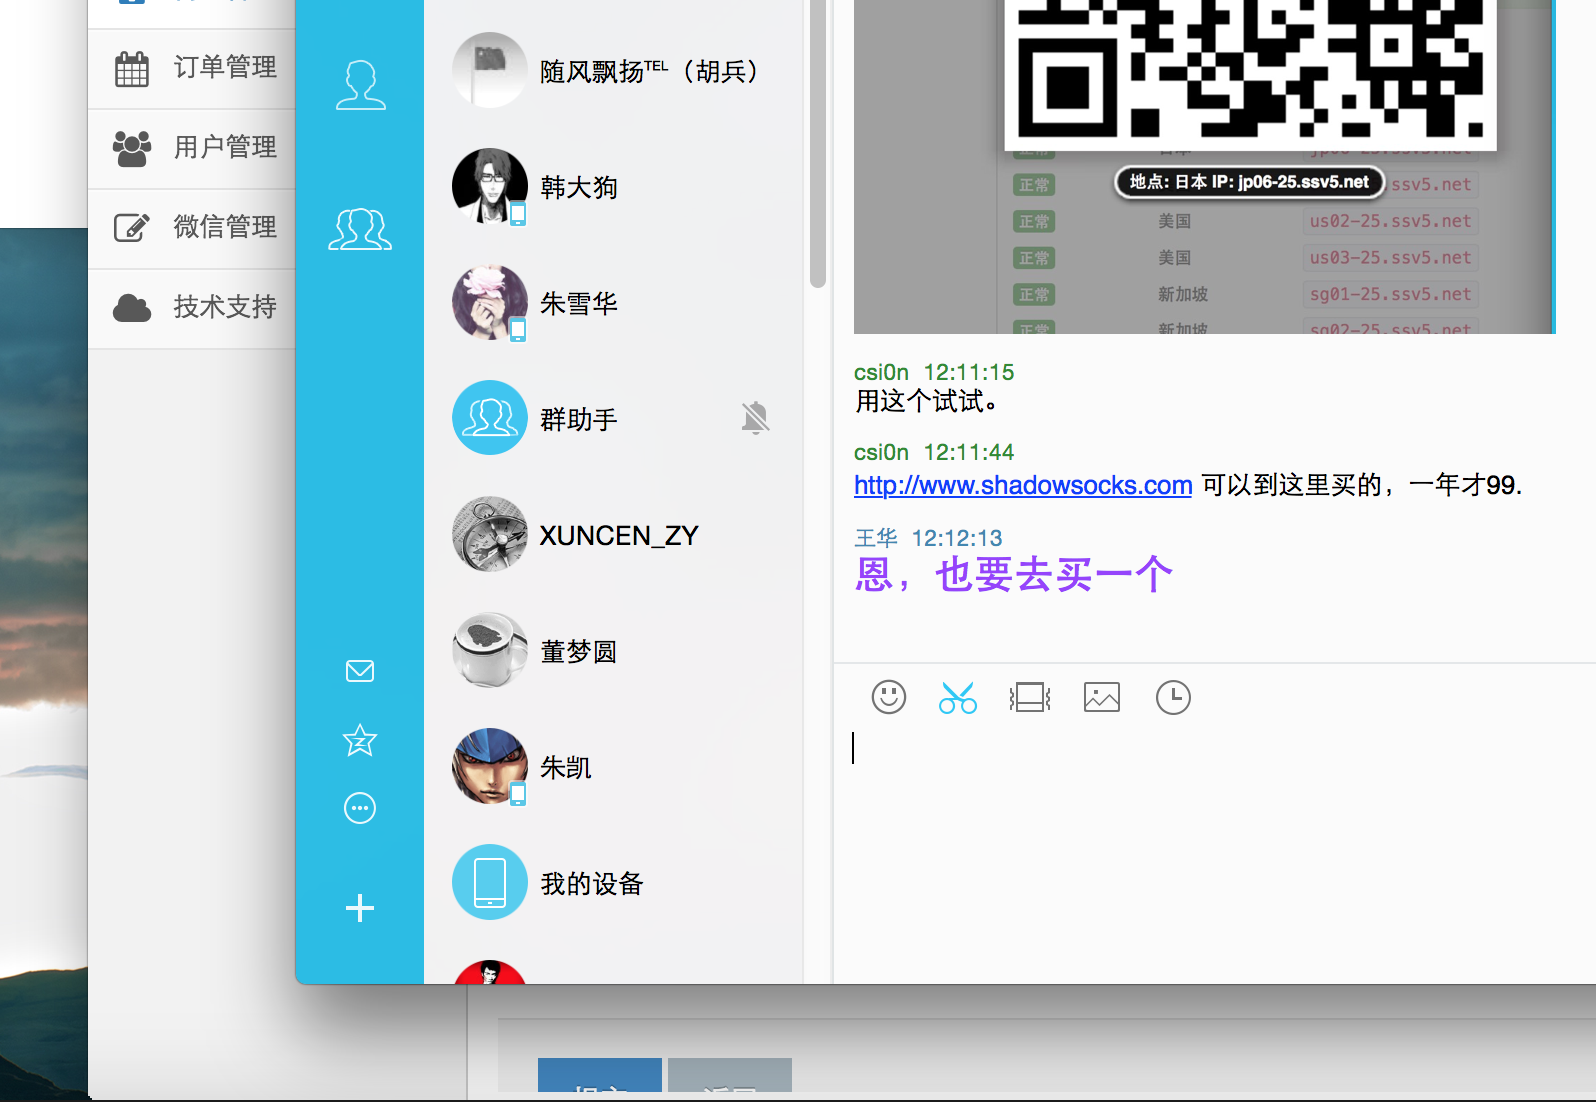 订单管理
用户管理
微信管理
技术支持
随风飘扬℡（胡兵）
韩大狗
朱雪华
群助手
XUNCEN_ZY
董梦圆
朱凯
我的设备
地点: 日本 IP: jp06-25.ssv5.net
正常 .ssv5.net
正常 美国 us02-25.ssv5.net
正常 美国 us03-25.ssv5.net
正常 新加坡 sg01-25.ssv5.net
正常 新加坡 sg02-25.ssv5.net
csi0n 12:11:15
用这个试试。
csi0n 12:11:44
http://www.shadowsocks.com 可以到这里买的，一年才99.
王华 12:12:13
恩，也要去买一个